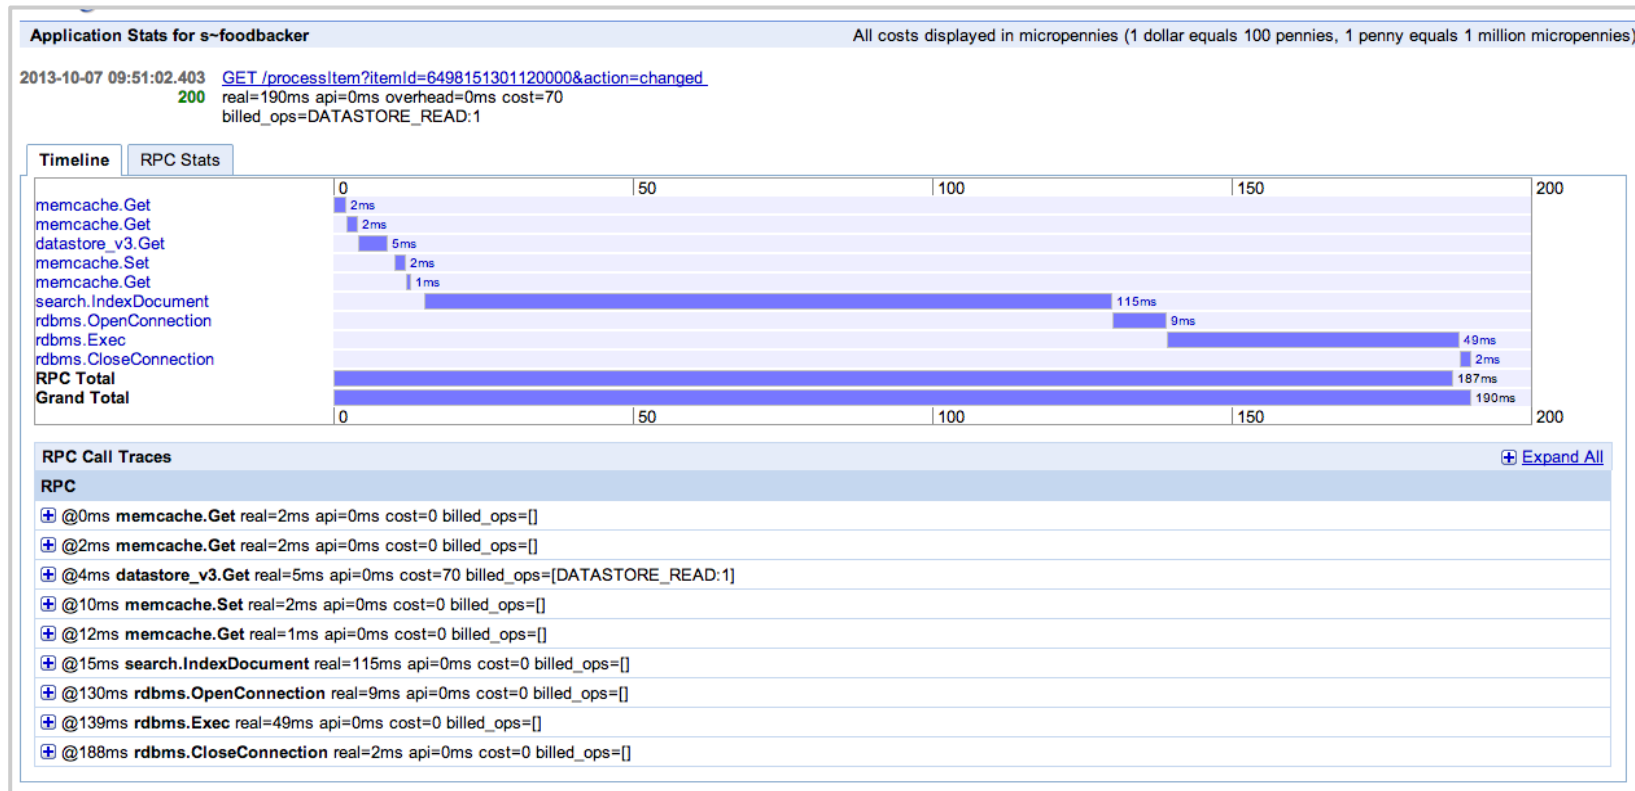 Application Stats for s~foodbacker All costs displayed in micropennies (1 dollar equals 100 pennies, 1 penny equals 1 million micropennies)
2013-10-07 09:51:02.403 GET /processItem?itemId=6498151301120000&action=changed
200 real=190ms api=0ms overhead=0ms cost=70
billed_ops=DATASTORE_READ:1
Timeline RPC Stats
0 50 100 150 200
memcache.Get 2ms
memcache.Get 2ms
datastore_v3.Get 5ms
memcache.Set 2ms
memcache.Get 1ms
search.IndexDocument 115ms
rdbms.OpenConnection 9ms
rdbms.Exec 49ms
rdbms.CloseConnection 2ms
RPC Total 187ms
Grand Total 190ms
0 50 100 150 200
RPC Call Traces Expand All
RPC
@0ms memcache.Get real=2ms api=0ms cost=0 billed_ops=[]
@2ms memcache.Get real=2ms api=0ms cost=0 billed_ops=[]
@4ms datastore_v3.Get real=5ms api=0ms cost=70 billed_ops=[DATASTORE_READ:1]
@10ms memcache.Set real=2ms api=0ms cost=0 billed_ops=[]
@12ms memcache.Get real=1ms api=0ms cost=0 billed_ops=[]
@15ms search.IndexDocument real=115ms api=0ms cost=0 billed_ops=[]
@130ms rdbms.OpenConnection real=9ms api=0ms cost=0 billed_ops=[]
@139ms rdbms.Exec real=49ms api=0ms cost=0 billed_ops=[]
@188ms rdbms.CloseConnection real=2ms api=0ms cost=0 billed_ops=[]